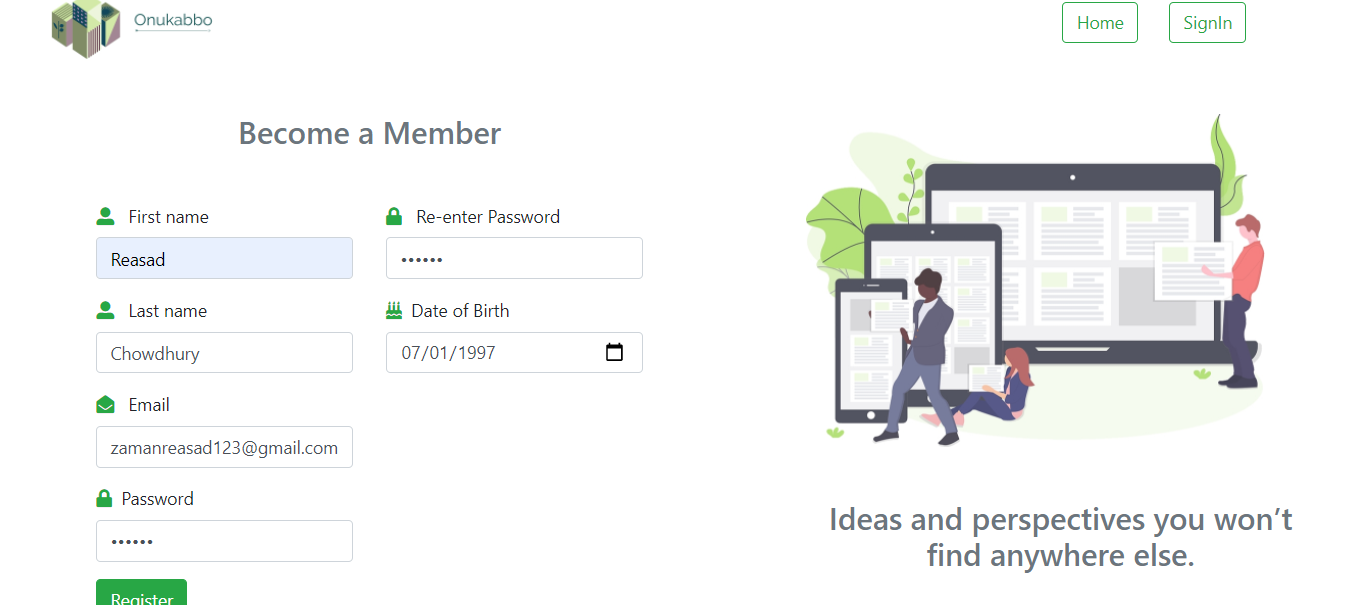 Onukabbo
Home
SignIn
Become a Member
First name
Reasad
Last name
Chowdhury
Email
zamanreasad123@gmail.com
Password
••••••
Register
Re-enter Password
••••••
Date of Birth
07/01/1997
Ideas and perspectives you won’t
find anywhere else.